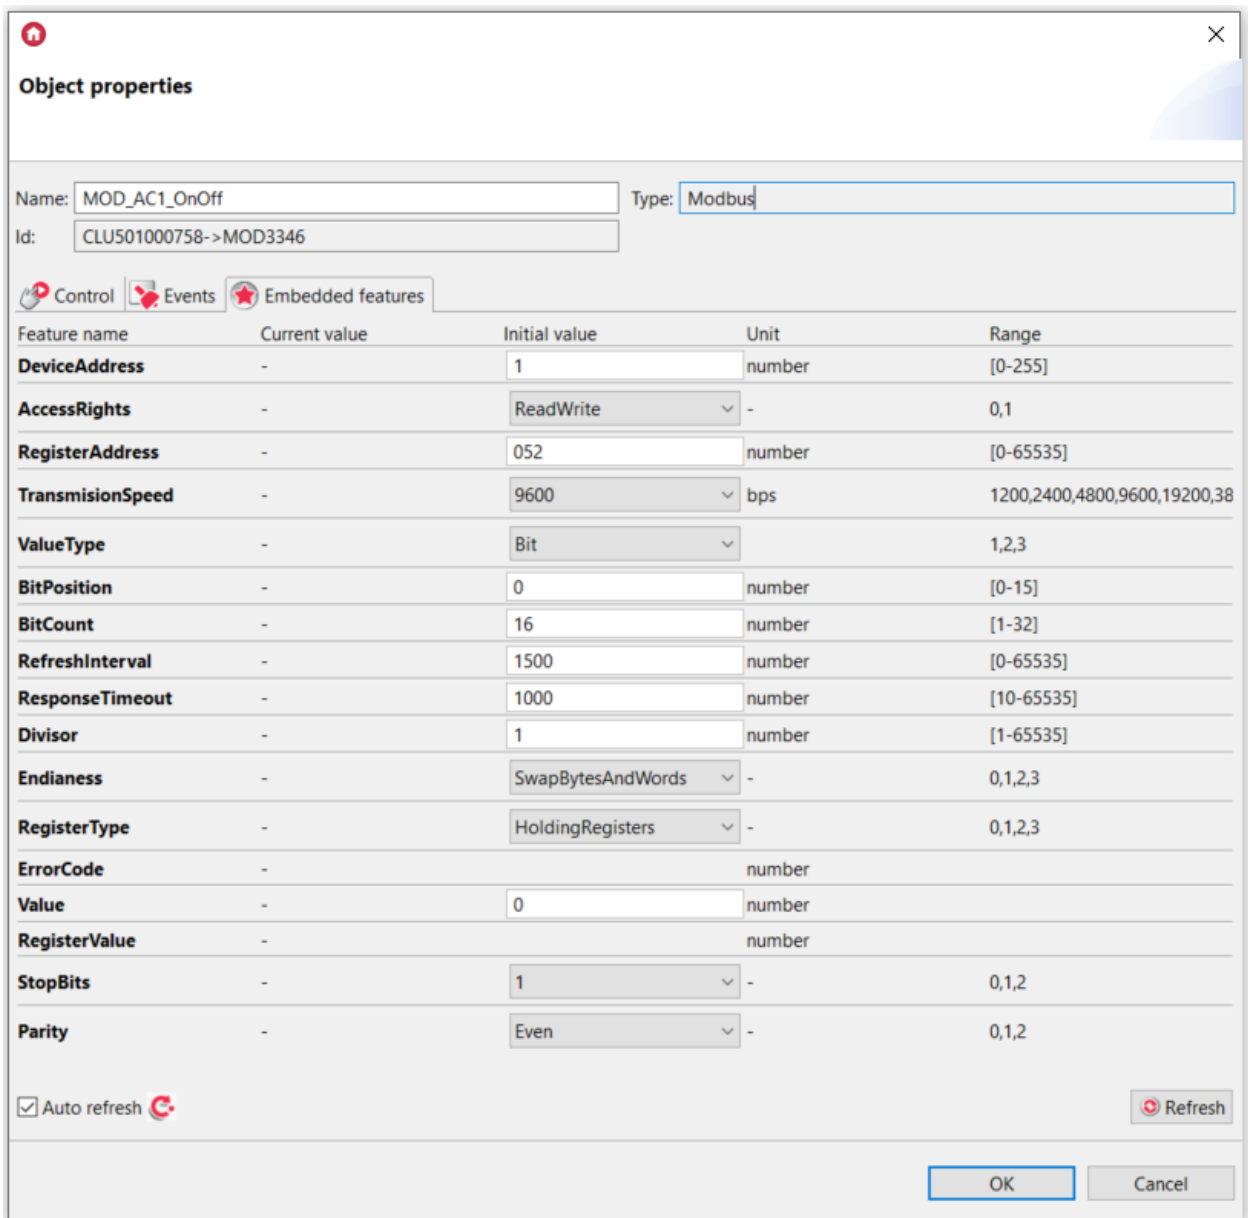 Object properties
Name: MOD_AC1_OnOff Type: Modbus
Id: CLU501000758->MOD3346
Control Events Embedded features
Feature name Current value Initial value Unit Range
DeviceAddress - 1 number [0-255]
AccessRights - ReadWrite - 0,1
RegisterAddress - 052 number [0-65535]
TransmisionSpeed - 9600 bps 1200,2400,4800,9600,19200,38
ValueType - Bit 1,2,3
BitPosition - 0 number [0-15]
BitCount - 16 number [1-32]
RefreshInterval - 1500 number [0-65535]
ResponseTimeout - 1000 number [10-65535]
Divisor - 1 number [1-65535]
Endianess - SwapBytesAndWords - 0,1,2,3
RegisterType - HoldingRegisters - 0,1,2,3
ErrorCode - number
Value - 0 number
RegisterValue - number
StopBits - 1 - 0,1,2
Parity - Even - 0,1,2
Auto refresh Refresh
OK Cancel